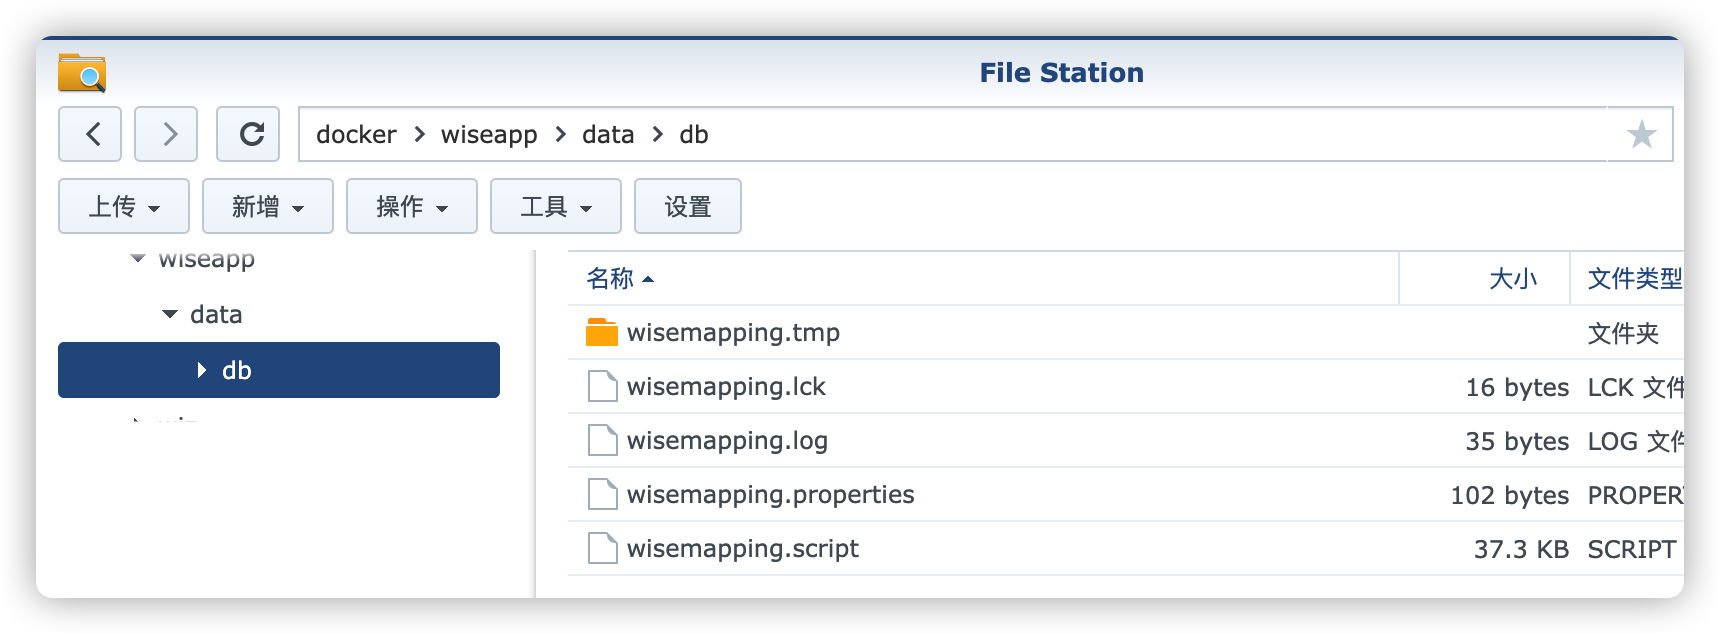 File Station
docker > wiseapp > data > db
上传 新增 操作 工具 设置
wiseapp
data
db
名称 大小 文件类型
wisemapping.tmp 文件夹
wisemapping.lck 16 bytes LCK 文件
wisemapping.log 35 bytes LOG 文件
wisemapping.properties 102 bytes PROPER
wisemapping.script 37.3 KB SCRIPT